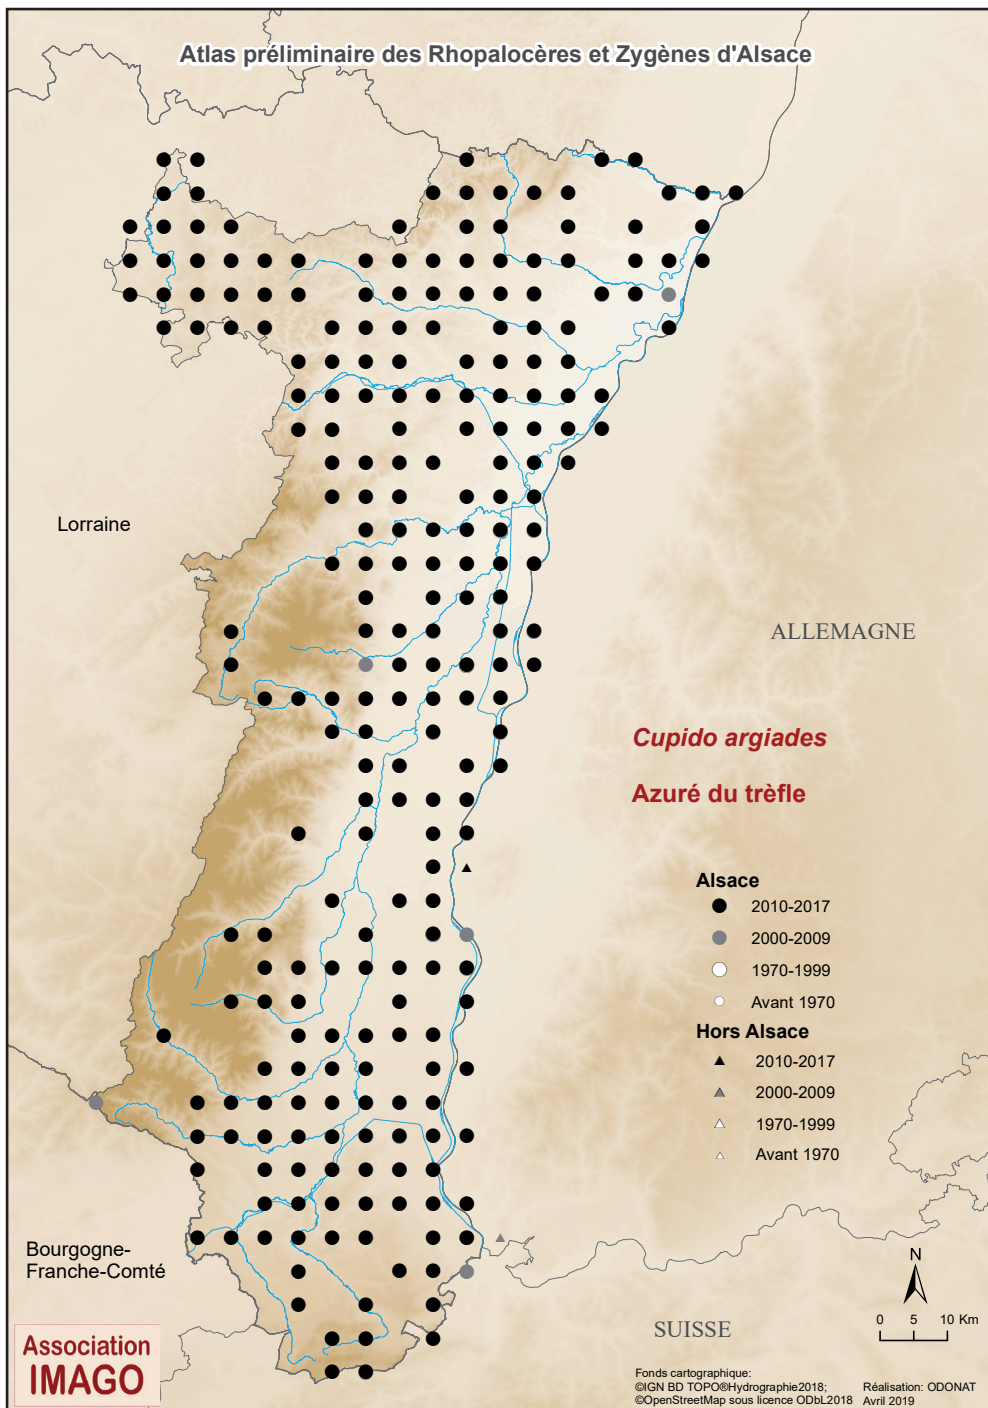 Atlas préliminaire des Rhopalocères et Zygènes d'Alsace
Lorraine
ALLEMAGNE
Cupido argiades
Azuré du trèfle
Alsace
2010-2017
2000-2009
1970-1999
Avant 1970
Hors Alsace
2010-2017
2000-2009
1970-1999
Avant 1970
Bourgogne-
Franche-Comté
N
0 5 10 Km
SUISSE
Association
IMAGO
Fonds cartographique:
©IGN BD TOPO®Hydrographie2018;
©OpenStreetMap sous licence ODbL2018
Réalisation: ODONAT
Avril 2019